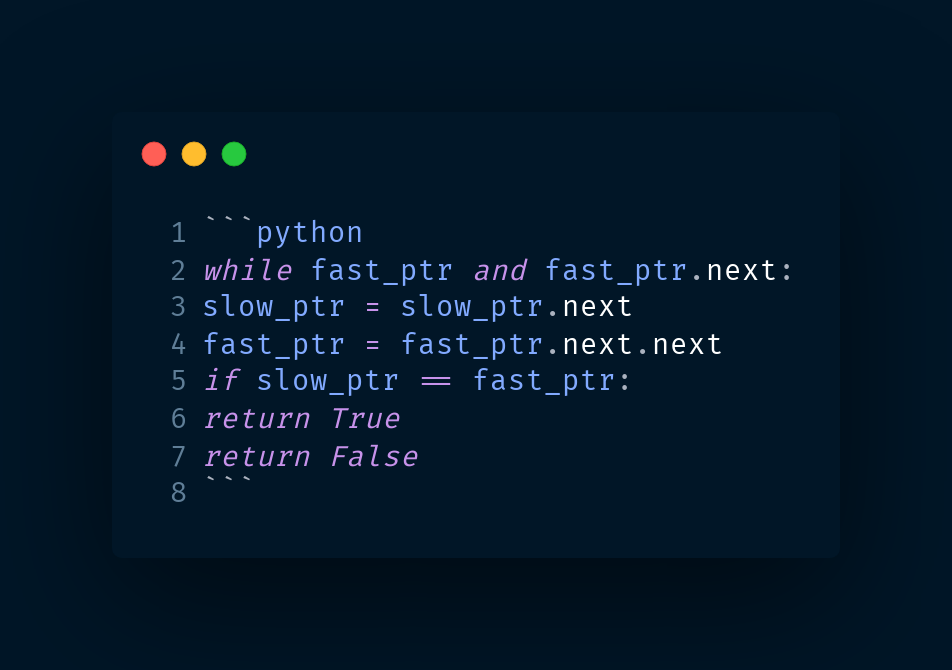 1 ```python
2 while fast_ptr and fast_ptr.next:
3 slow_ptr = slow_ptr.next
4 fast_ptr = fast_ptr.next.next
5 if slow_ptr == fast_ptr:
6 return True
7 return False
8 ```